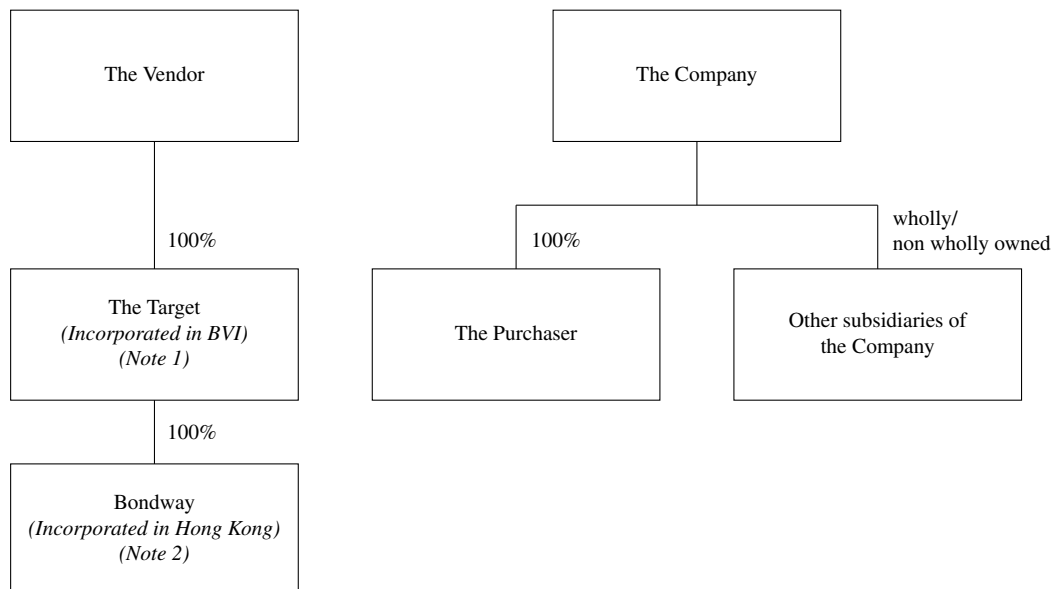 The Vendor
The Company
100%
100%
wholly/
non wholly owned
The Target
(Incorporated in BVI)
(Note 1)
The Purchaser
Other subsidiaries of
the Company
100%
Bondway
(Incorporated in Hong Kong)
(Note 2)